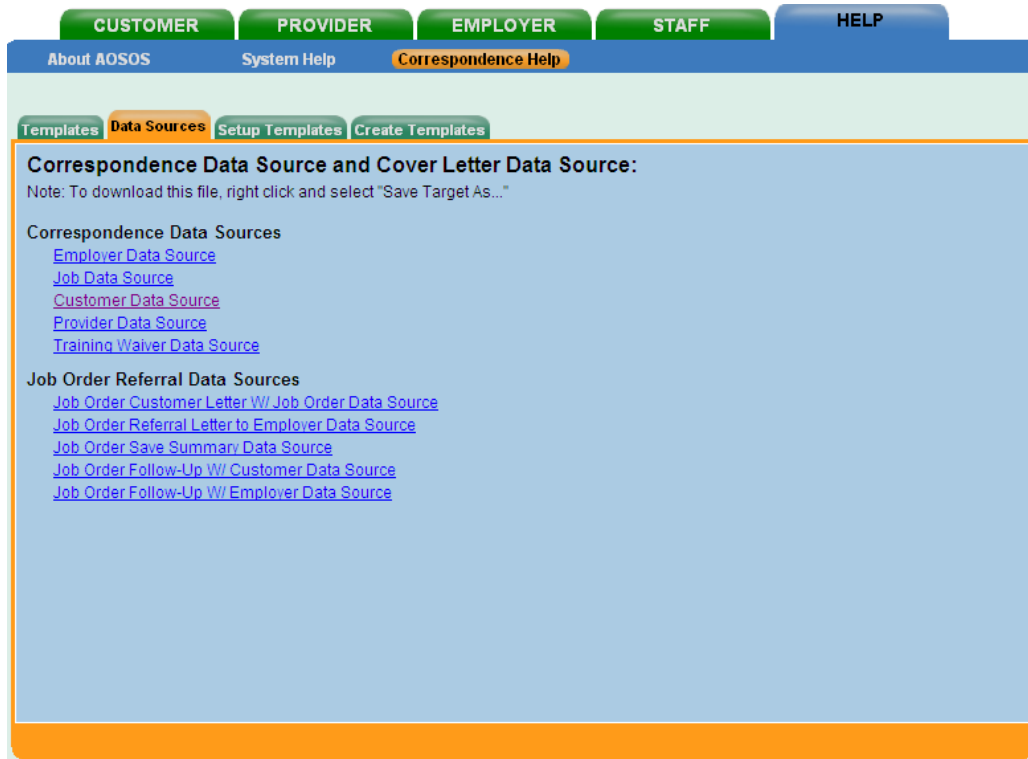 CUSTOMER PROVIDER EMPLOYER STAFF HELP
About AOSOS System Help Correspondence Help
Templates Data Sources Setup Templates Create Templates
Correspondence Data Source and Cover Letter Data Source:
Note: To download this file, right click and select "Save Target As..."
Correspondence Data Sources
Employer Data Source
Job Data Source
Customer Data Source
Provider Data Source
Training Waiver Data Source
Job Order Referral Data Sources
Job Order Customer Letter W/ Job Order Data Source
Job Order Referral Letter to Employer Data Source
Job Order Save Summary Data Source
Job Order Follow-Up W/ Customer Data Source
Job Order Follow-Up W/ Employer Data Source